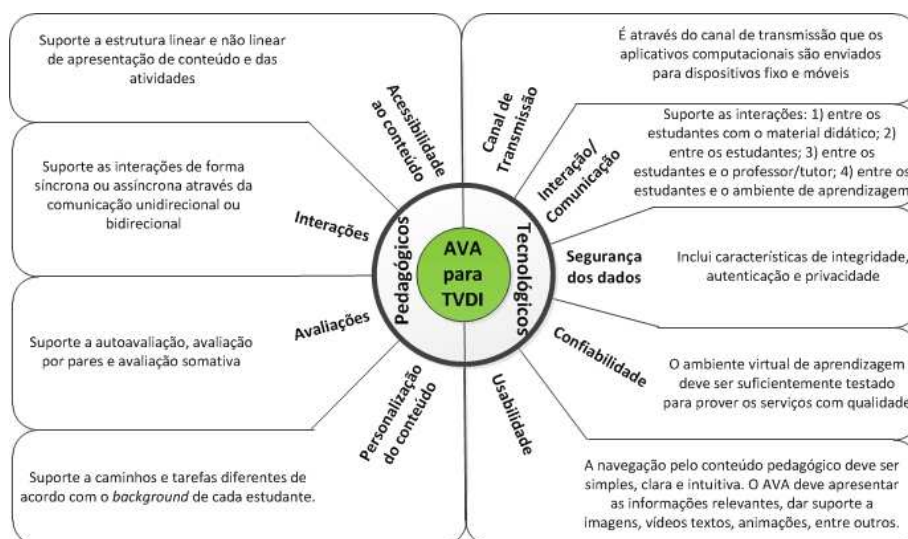 Suporte a estrutura linear e não linear
de apresentação de conteúdo e das
atividades
Acessibilidade
ao conteúdo
Suporte as interações de forma
síncrona ou assíncrona através da
comunicação unidirecional ou
bidirecional
Interações
Suporte a autoavaliação, avaliação
por pares e avaliação somativa
Avaliações
Suporte a caminhos e tarefas diferentes de
acordo com o background de cada estudante.
Personalização
do conteúdo
Pedagógicos
AVA
para
TVDI
Tecnológicos
Canal de
Transmissão
É através do canal de transmissão que os
aplicativos computacionais são enviados
para dispositivos fixo e móveis
Interação/
Comunicação
Suporte as interações: 1) entre os
estudantes com o material didático; 2)
entre os estudantes; 3) entre os
estudantes e o professor/tutor; 4) entre os
estudantes e o ambiente de aprendizagem
Segurança
dos dados
Inclui características de integridade,
autenticação e privacidade
Confiabilidade
O ambiente virtual de aprendizagem
deve ser suficientemente testado
para prover os serviços com qualidade
Usabilidade
A navegação pelo conteúdo pedagógico deve ser
simples, clara e intuitiva. O AVA deve apresentar
as informações relevantes, dar suporte a
imagens, vídeos textos, animações, entre outros.